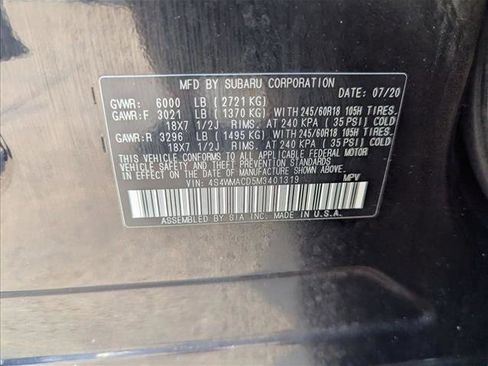 MFD BY SUBARU CORPORATION
DATE: 07/20
GVWR: 6000 LB (2721 KG)
GAWR:F 3021 LB (1370 KG) WITH 245/60R18 105H TIRES,
18X7 1/2J RIMS, AT 240 KPA (35 PSI) COLD
GAWR:R 3296 LB (1495 KG) WITH 245/60R18 105H TIRES,
18X7 1/2J RIMS, AT 240 KPA (35 PSI) COLD
THIS VEHICLE CONFORMS TO ALL APPLICABLE FEDERAL MOTOR
VEHICLE SAFETY AND THEFT PREVENTION STANDARDS
IN EFFECT ON THE DATE OF MANUFACTURE SHOWN ABOVE.
VIN: 4S4WMACD5M3401319 MPV
ASSEMBLED BY SIA INC. MADE IN U.S.A.